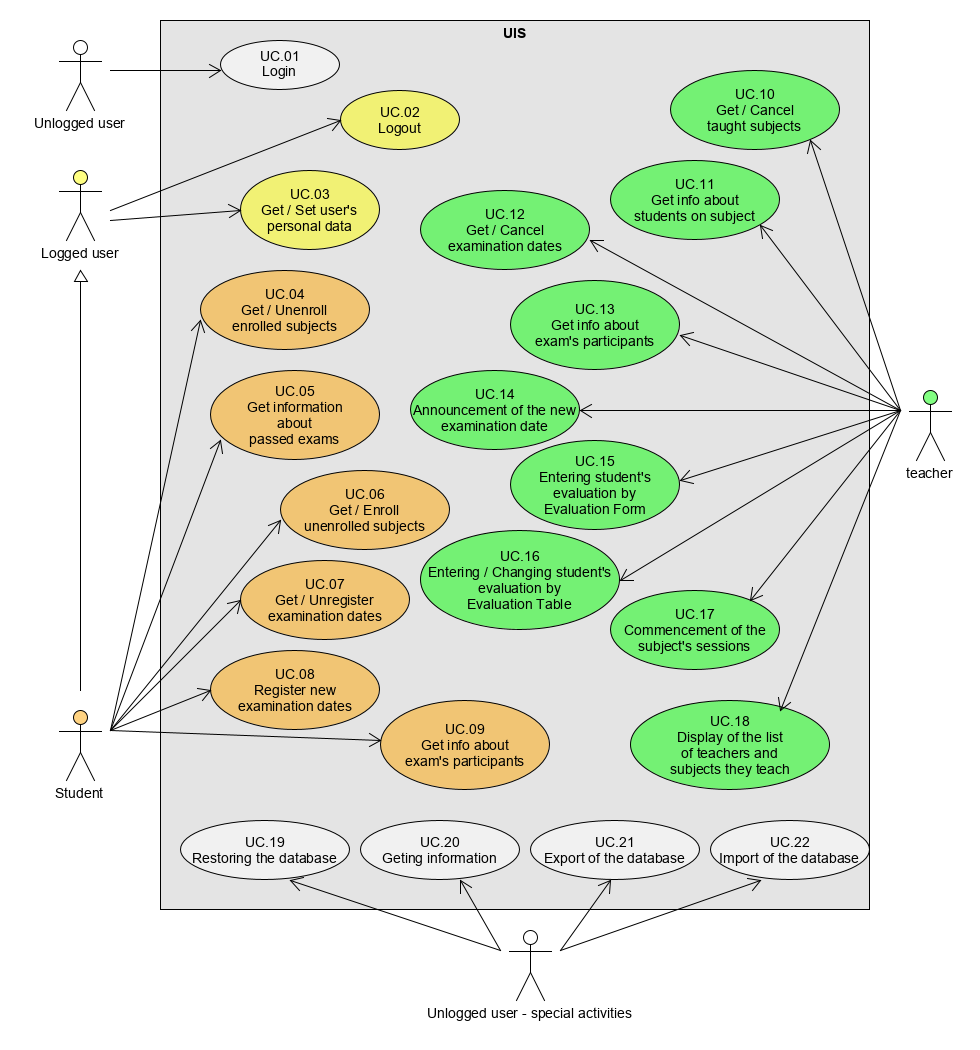 UIS
Unlogged user
UC.01
Login
UC.02
Logout
Logged user
UC.03
Get / Set user's
personal data
UC.04
Get / Unenroll
enrolled subjects
UC.05
Get information
about
passed exams
UC.06
Get / Enroll
unenrolled subjects
UC.07
Get / Unregister
examination dates
UC.08
Register new
examination dates
UC.09
Get info about
exam's participants
Student
UC.10
Get / Cancel
taught subjects
UC.11
Get info about
students on subject
UC.12
Get / Cancel
examination dates
UC.13
Get info about
exam's participants
UC.14
Announcement of the new
examination date
UC.15
Entering student's
evaluation by
Evaluation Form
UC.16
Entering / Changing student's
evaluation by
Evaluation Table
UC.17
Commencement of the
subject's sessions
UC.18
Display of the list
of teachers and
subjects they teach
teacher
UC.19
Restoring the database
UC.20
Geting information
UC.21
Export of the database
UC.22
Import of the database
Unlogged user - special activities